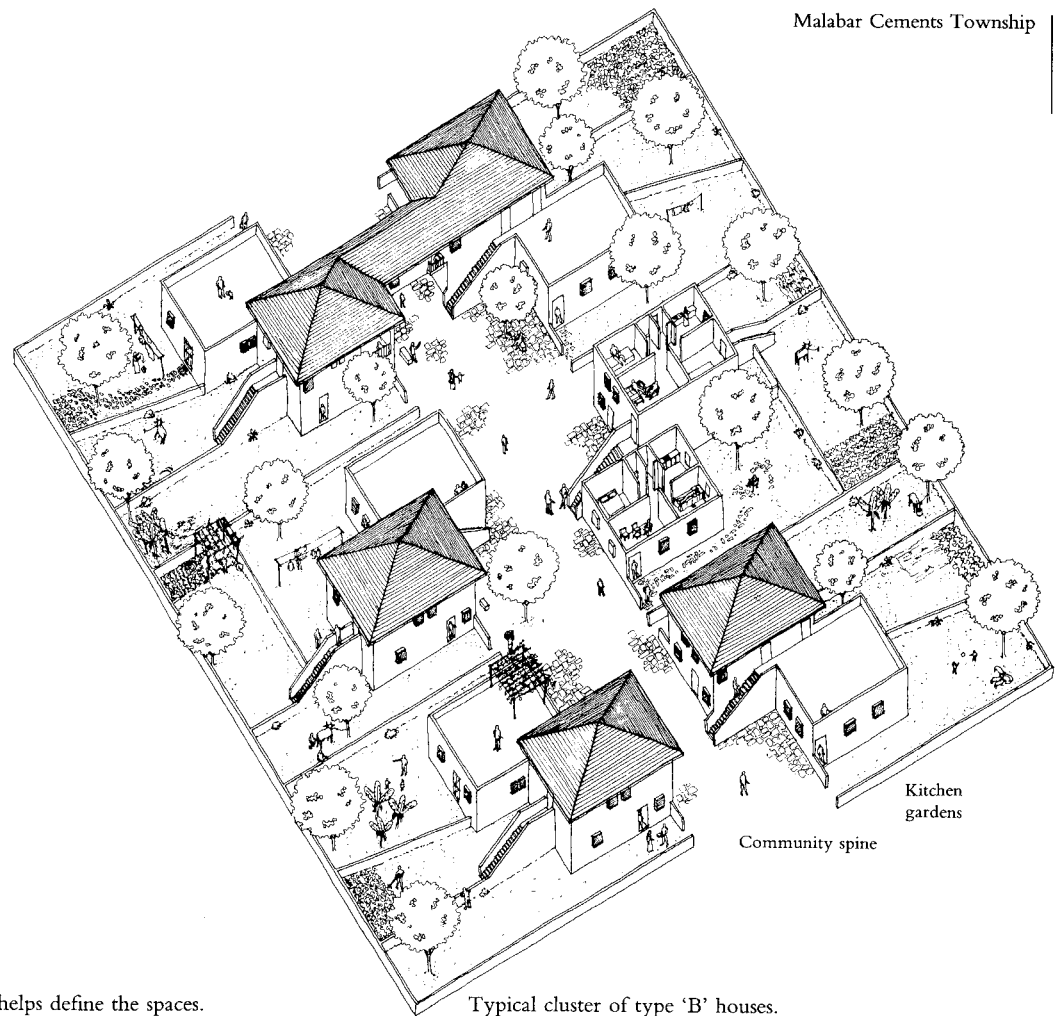 Malabar Cements Township
Kitchen
gardens
Community spine
helps define the spaces.
Typical cluster of type ‘B’ houses.